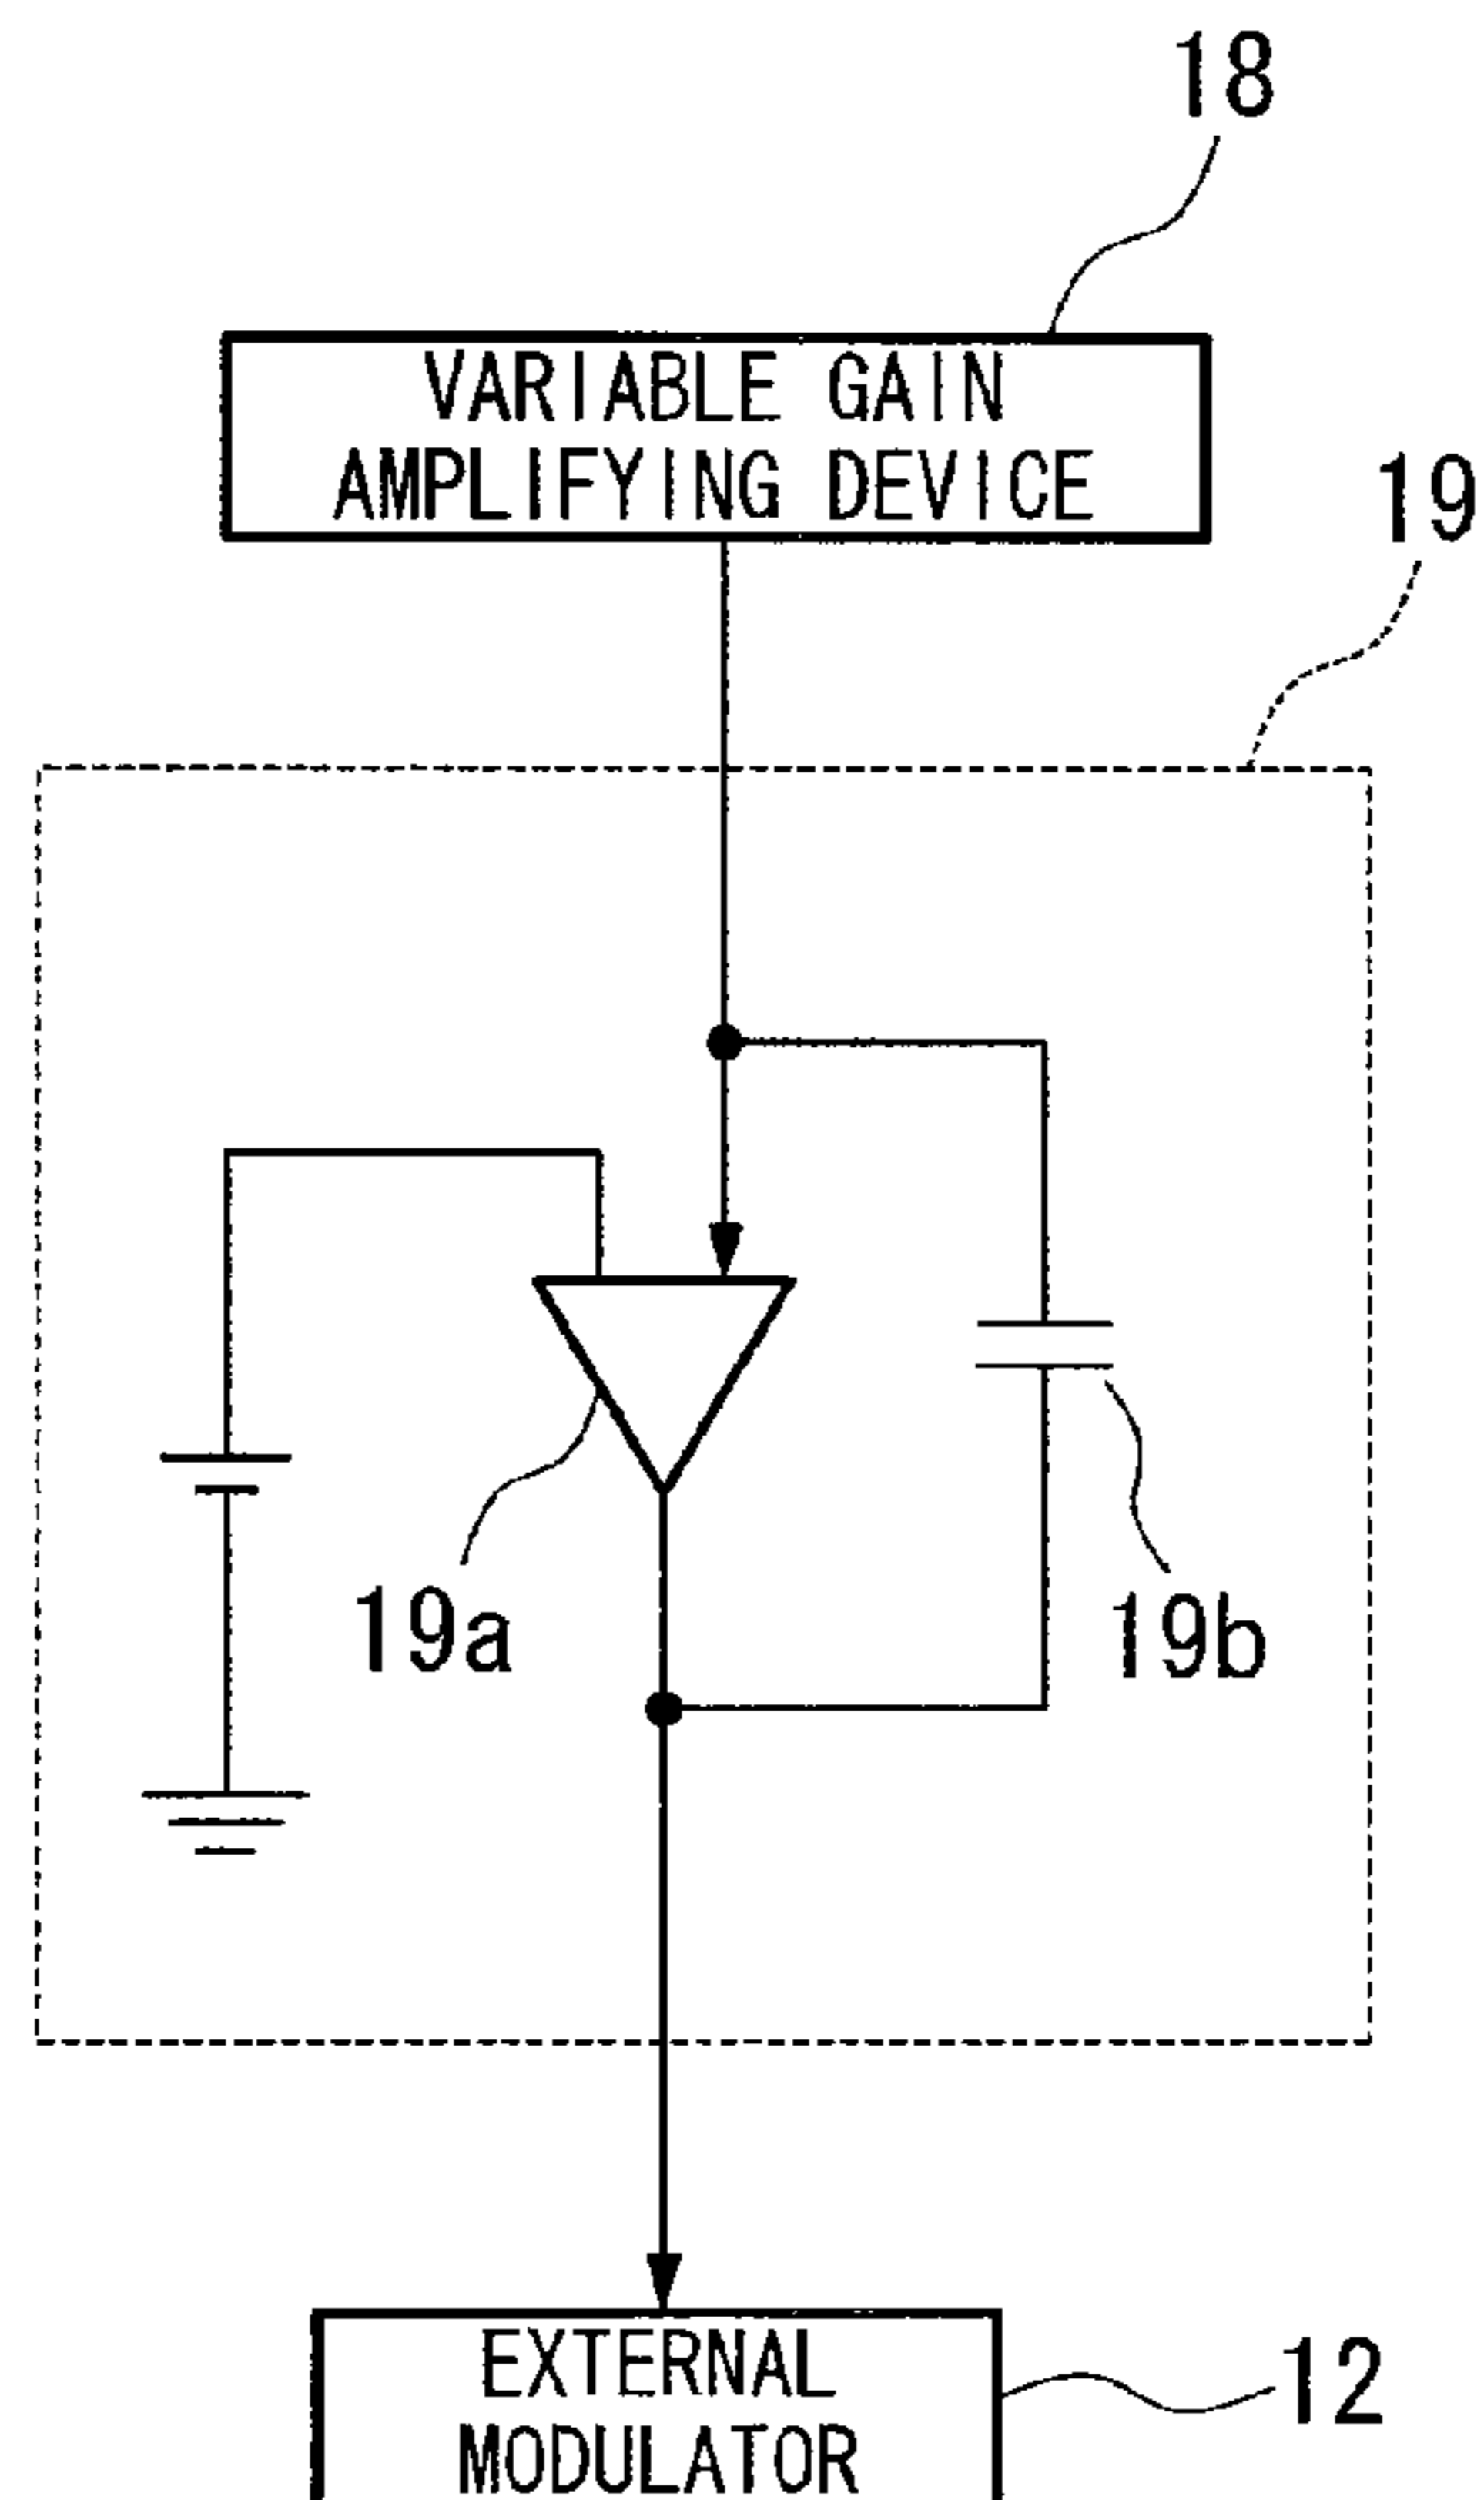 18
VARIABLE GAIN
AMPLIFYING DEVICE
19
19a
19b
EXTERNAL
MODULATOR
12